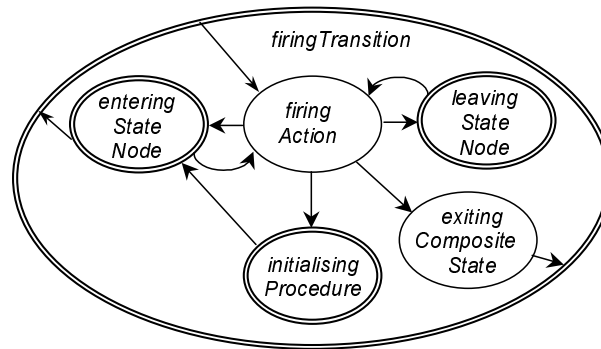 firingTransition
entering
State
Node
firing
Action
leaving
State
Node
exiting
Composite
State
initialising
Procedure